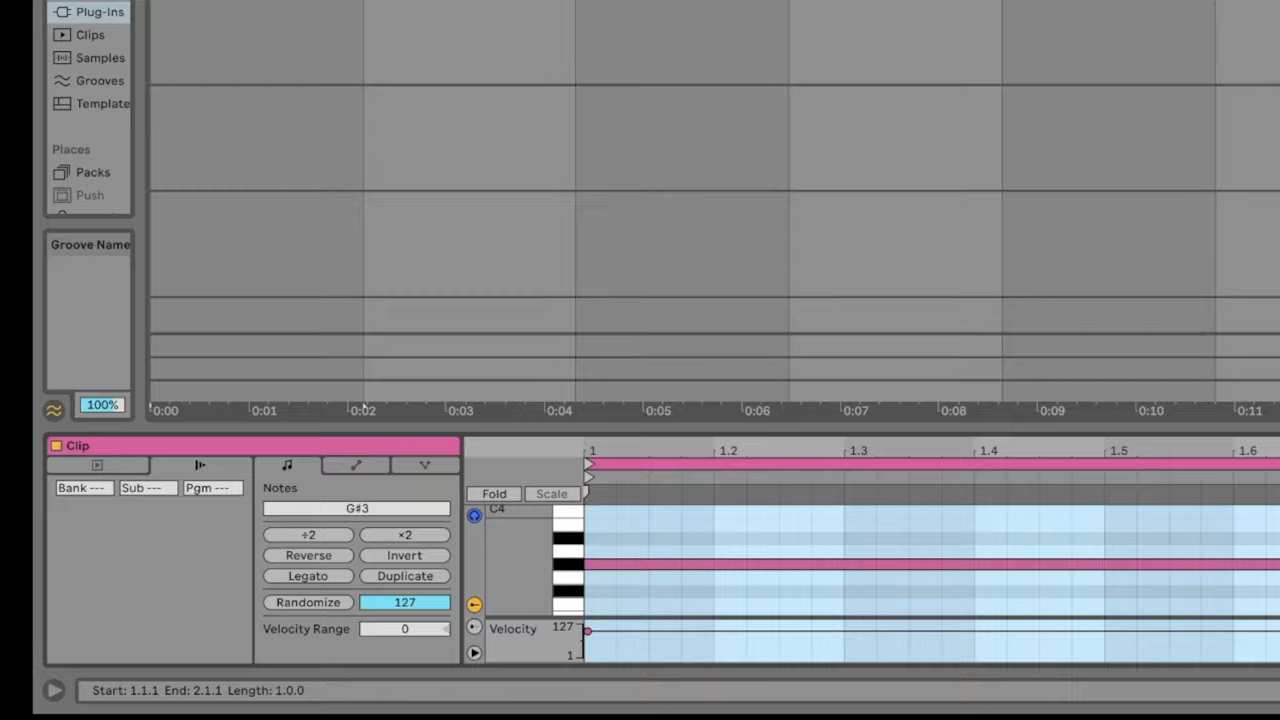 Plug-Ins
Clips
Samples
Grooves
Template
Places
Packs
Push
Groove Name
100%
0:00 0:01 0:02 0:03 0:04 0:05 0:06 0:07 0:08 0:09 0:10 0:11
Clip
1 1.2 1.3 1.4 1.5 1.6
Bank --- Sub --- Pgm ---
Notes
G#3
÷2 ×2
Reverse Invert
Legato Duplicate
Randomize 127
Velocity Range 0
Fold Scale
C4
Velocity 127
1
Start: 1.1.1 End: 2.1.1 Length: 1.0.0